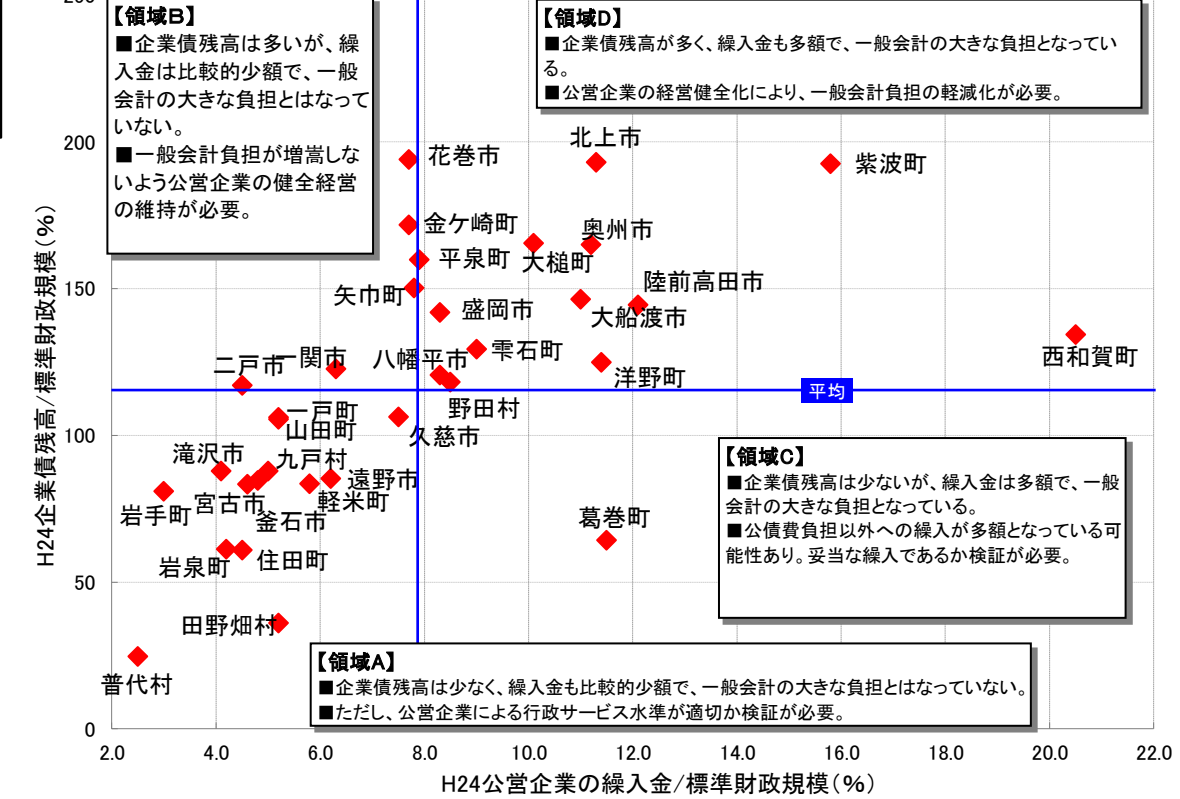 【領域B】
■企業債残高は多いが、繰
入金は比較的少額で、一般
会計の大きな負担とはなって
いない。
■一般会計負担が増嵩しな
いよう公営企業の健全経営
の維持が必要。
【領域D】
■企業債残高が多く、繰入金も多額で、一般会計の大きな負担となってい
る。
■公営企業の経営健全化により、一般会計負担の軽減化が必要。
H24企業債残高/標準財政規模(%)
200
150
100
50
0
北上市
花巻市
紫波町
金ケ崎町
奥州市
平泉町
大槌町
陸前高田市
矢巾町
盛岡市
大船渡市
雫石町
西和賀町
二戸市
一関市
八幡平市
洋野町
平均
野田村
一戸町
山田町
久慈市
滝沢市
九戸村
遠野市
岩手町
宮古市
軽米町
釜石市
葛巻町
岩泉町
住田町
田野畑村
普代村
【領域C】
■企業債残高は少ないが、繰入金は多額で、一般
会計の大きな負担となっている。
■公債費負担以外への繰入が多額となっている可
能性あり。妥当な繰入であるか検証が必要。
【領域A】
■企業債残高は少なく、繰入金も比較的少額で、一般会計の大きな負担とはなっていない。
■ただし、公営企業による行政サービス水準が適切か検証が必要。
2.0 4.0 6.0 8.0 10.0 12.0 14.0 16.0 18.0 20.0 22.0
H24公営企業の繰入金/標準財政規模(%)